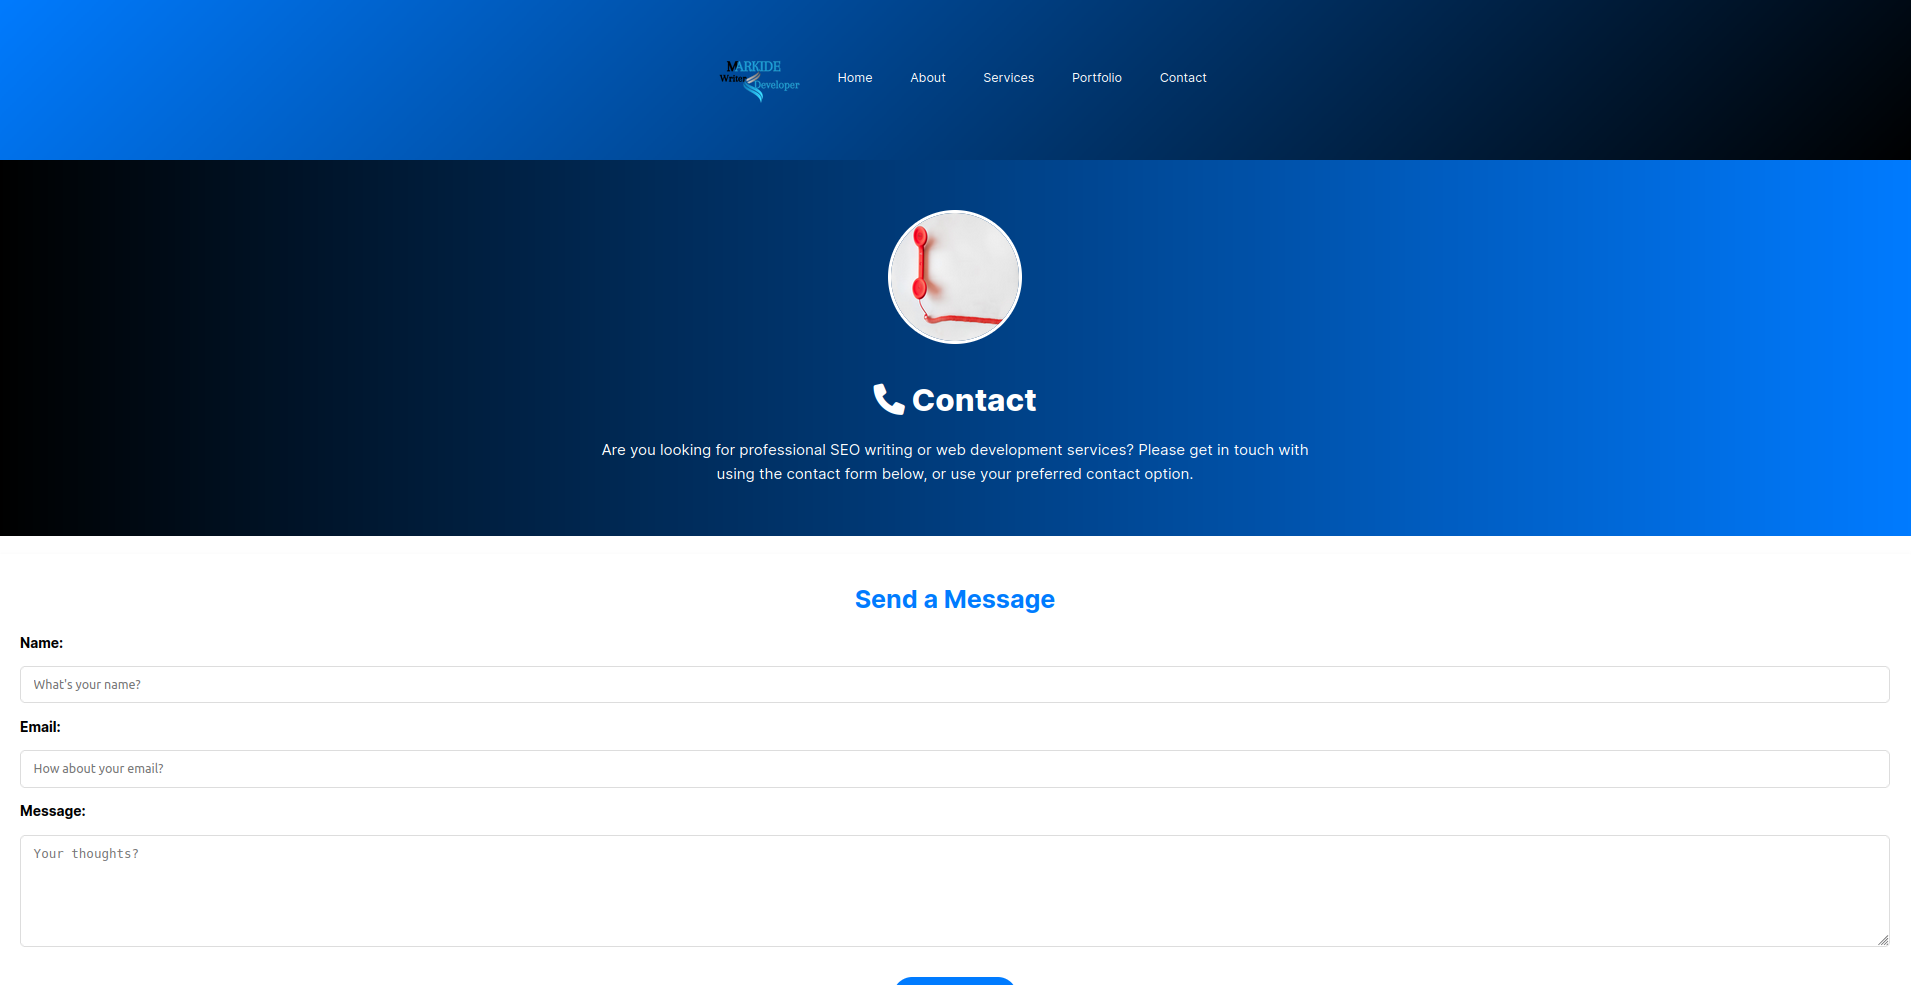 MARKIDE
Writer
Developer
Home
About
Services
Portfolio
Contact
Contact
Are you looking for professional SEO writing or web development services? Please get in touch with
using the contact form below, or use your preferred contact option.
Send a Message
Name:
What's your name?
Email:
How about your email?
Message:
Your thoughts?